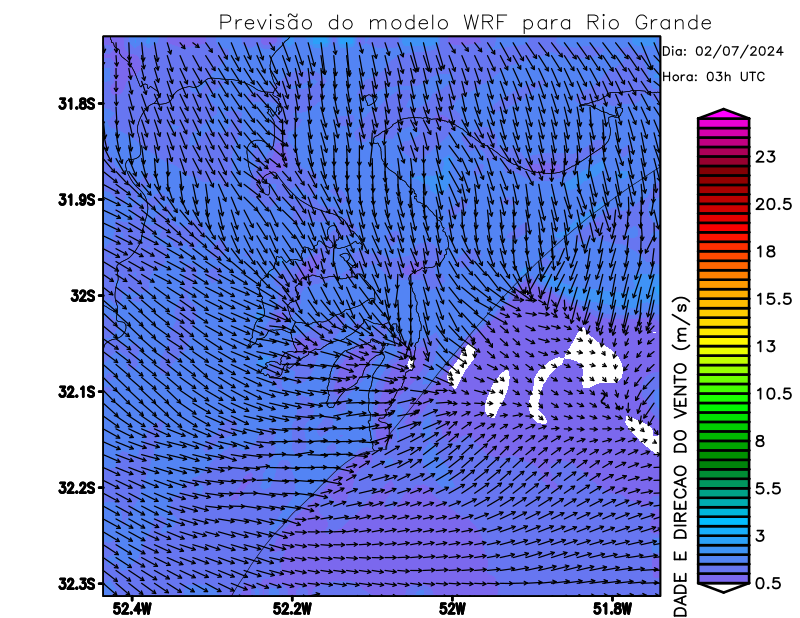 Previsão do modelo WRF para Rio Grande
Dia: 02/07/2024
Hora: 03h UTC
31.8S
31.9S
32S
32.1S
32.2S
32.3S
52.4W
52.2W
52W
51.8W
DADE E DIRECAO DO VENTO (m/s)
23
20.5
18
15.5
13
10.5
8
5.5
3
0.5